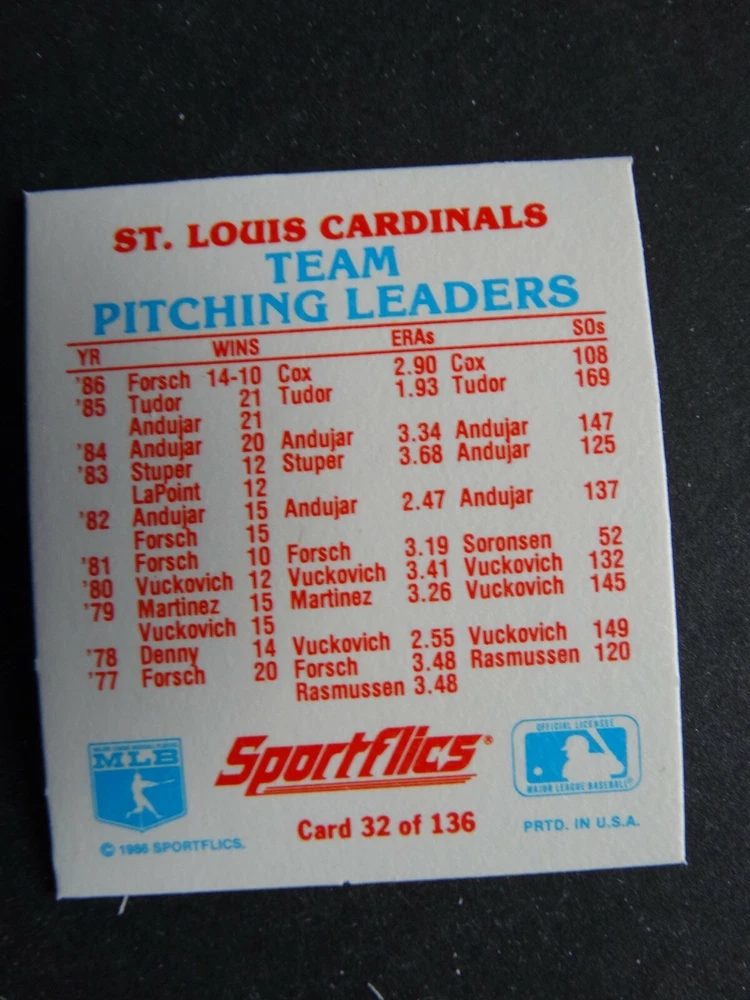 ST. LOUIS CARDINALS
TEAM
PITCHING LEADERS
YR WINS ERAs SOs
'86 Forsch 14-10 Cox 2.90 Cox 108
'85 Tudor 21 Tudor 1.93 Tudor 169
Andujar 21
'84 Andujar 20 Andujar 3.34 Andujar 147
'83 Stuper 12 Stuper 3.68 Andujar 125
LaPoint 12
'82 Andujar 15 Andujar 2.47 Andujar 137
Forsch 15
'81 Forsch 10 Forsch 3.19 Soronsen 52
'80 Vuckovich 12 Vuckovich 3.41 Vuckovich 132
'79 Martinez 15 Martinez 3.26 Vuckovich 145
Vuckovich 15
'78 Denny 14 Vuckovich 2.55 Vuckovich 149
'77 Forsch 20 Forsch 3.48 Rasmussen 120
Rasmussen 3.48
MLB
Sportflics®
OFFICIAL LICENSEE
MAJOR LEAGUE BASEBALL®
Card 32 of 136
© 1986 SPORTFLICS.
PRTD. IN U.S.A.